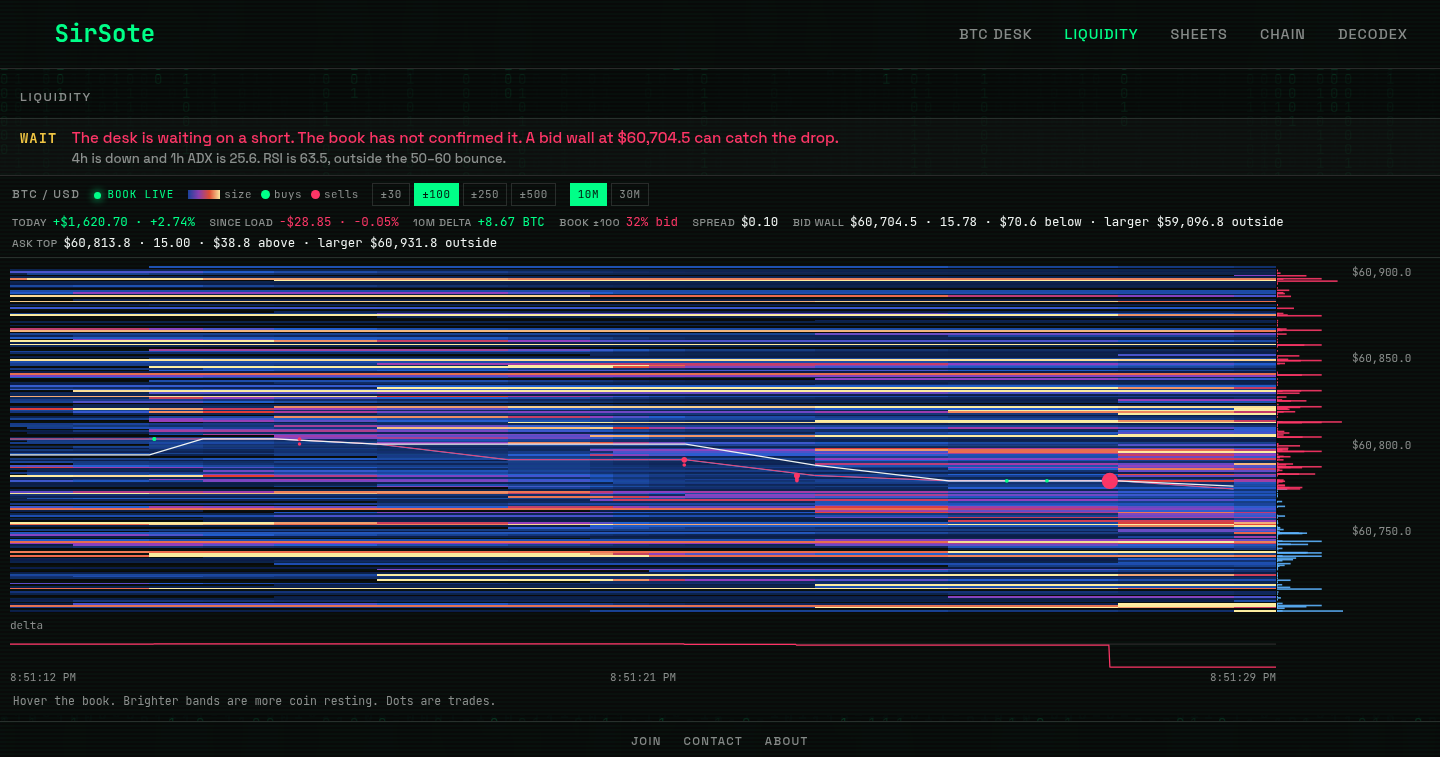 SirSote
BTC DESK LIQUIDITY SHEETS CHAIN DECODEX
LIQUIDITY
WAIT The desk is waiting on a short. The book has not confirmed it. A bid wall at $60,704.5 can catch the drop.
4h is down and 1h ADX is 25.6. RSI is 63.5, outside the 50–60 bounce.
BTC / USD BOOK LIVE size buys sells ±30 ±100 ±250 ±500 10M 30M
TODAY +$1,620.70 · +2.74% SINCE LOAD -$28.85 · -0.05% 10M DELTA +8.67 BTC BOOK ±100 32% bid SPREAD $0.10 BID WALL $60,704.5 · 15.78 · $70.6 below · larger $59,096.8 outside
ASK TOP $60,813.8 · 15.00 · $38.8 above · larger $60,931.8 outside
$60,900.0
$60,850.0
$60,800.0
$60,750.0
delta
8:51:12 PM 8:51:21 PM 8:51:29 PM
Hover the book. Brighter bands are more coin resting. Dots are trades.
JOIN CONTACT ABOUT